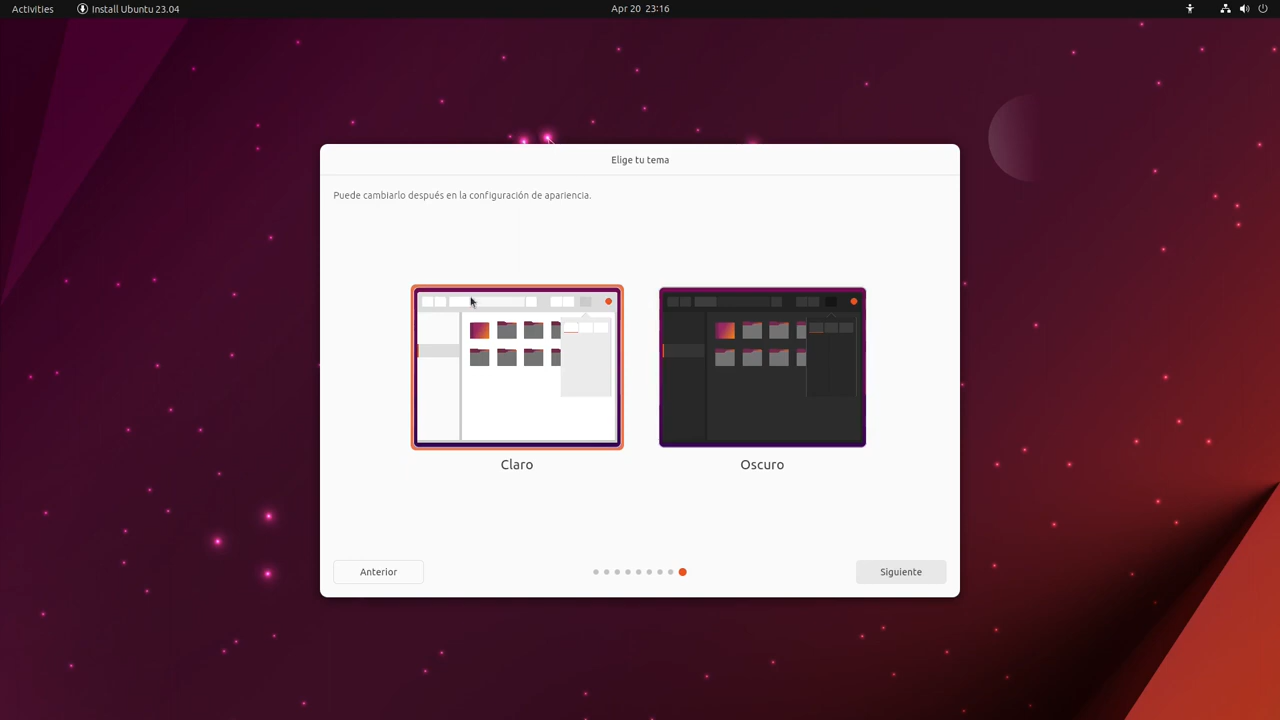 Activities
Install Ubuntu 23.04
Apr 20 23:16
Elige tu tema
Puede cambiarlo después en la configuración de apariencia.
Claro
Oscuro
Anterior
Siguiente